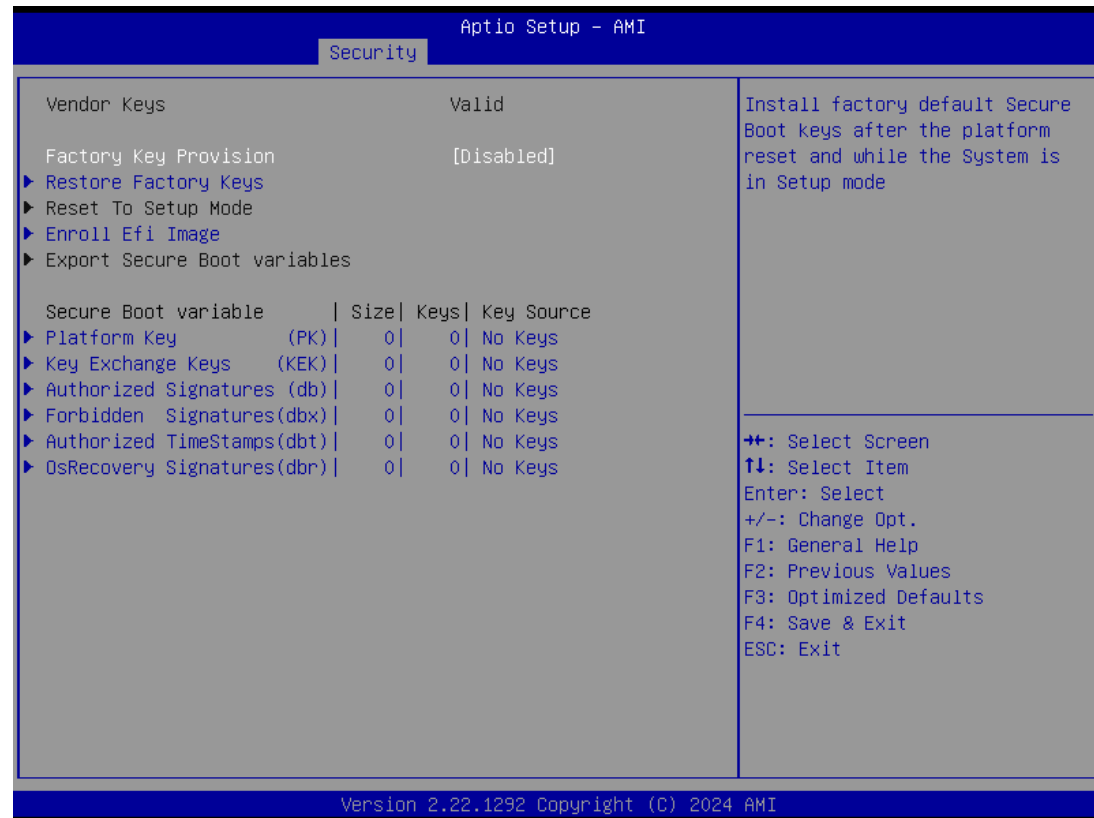 Aptio Setup – AMI
Security
Vendor Keys Valid
Factory Key Provision [Disabled]
Restore Factory Keys
Reset To Setup Mode
Enroll Efi Image
Export Secure Boot variables
Secure Boot variable | Size| Keys| Key Source
Platform Key (PK)| 0| 0| No Keys
Key Exchange Keys (KEK)| 0| 0| No Keys
Authorized Signatures (db)| 0| 0| No Keys
Forbidden Signatures(dbx)| 0| 0| No Keys
Authorized TimeStamps(dbt)| 0| 0| No Keys
OsRecovery Signatures(dbr)| 0| 0| No Keys
Install factory default Secure
Boot keys after the platform
reset and while the System is
in Setup mode
→←: Select Screen
↑↓: Select Item
Enter: Select
+/-: Change Opt.
F1: General Help
F2: Previous Values
F3: Optimized Defaults
F4: Save & Exit
ESC: Exit
Version 2.22.1292 Copyright (C) 2024 AMI